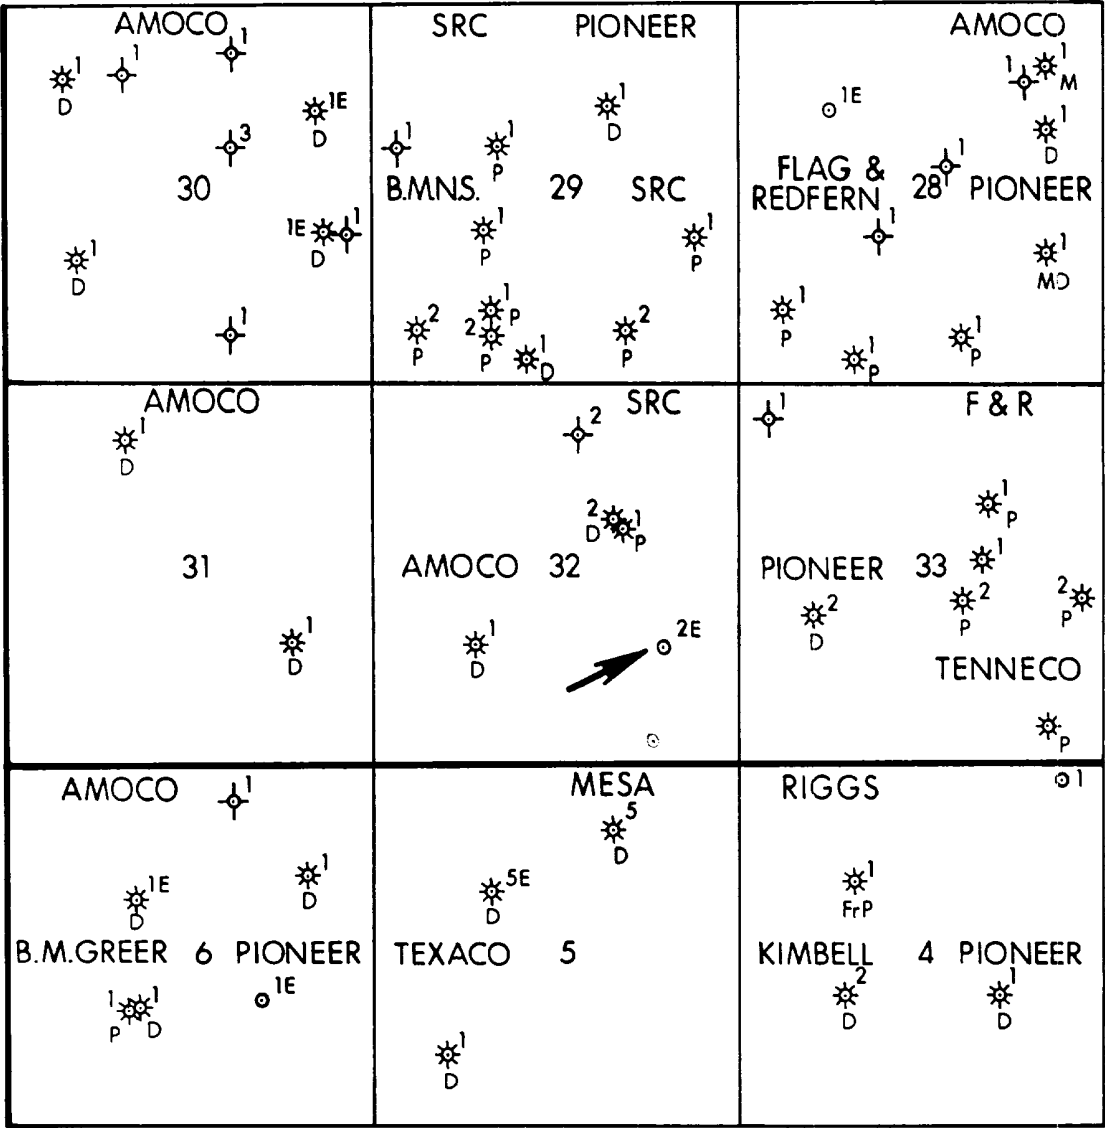 AMOCO
1
1
1
D
1E
D
3
30
1E
1
D
1
D
1
SRC PIONEER
1
D
1
1
P
B.M.N.S. 29 SRC
1
P
1
P
1
P
2
P
2
P
1
D
2
P
AMOCO
1
M
1
1E
1
D
1
FLAG &
REDFERN 28 PIONEER
1
1
MD
1
P
1
P
1
P
AMOCO
1
D
31
1
D
SRC
2
2
D
1
P
AMOCO 32
1
D
2E
F & R
1
1
P
1
PIONEER 33
2
D
2
P
2
P
TENNECO
P
AMOCO
1
1E
D
1
D
B.M.GREER 6 PIONEER
1
P
1
D
1E
MESA
5
D
5E
D
TEXACO 5
1
D
RIGGS
1
1
FrP
KIMBELL 4 PIONEER
2
D
1
D